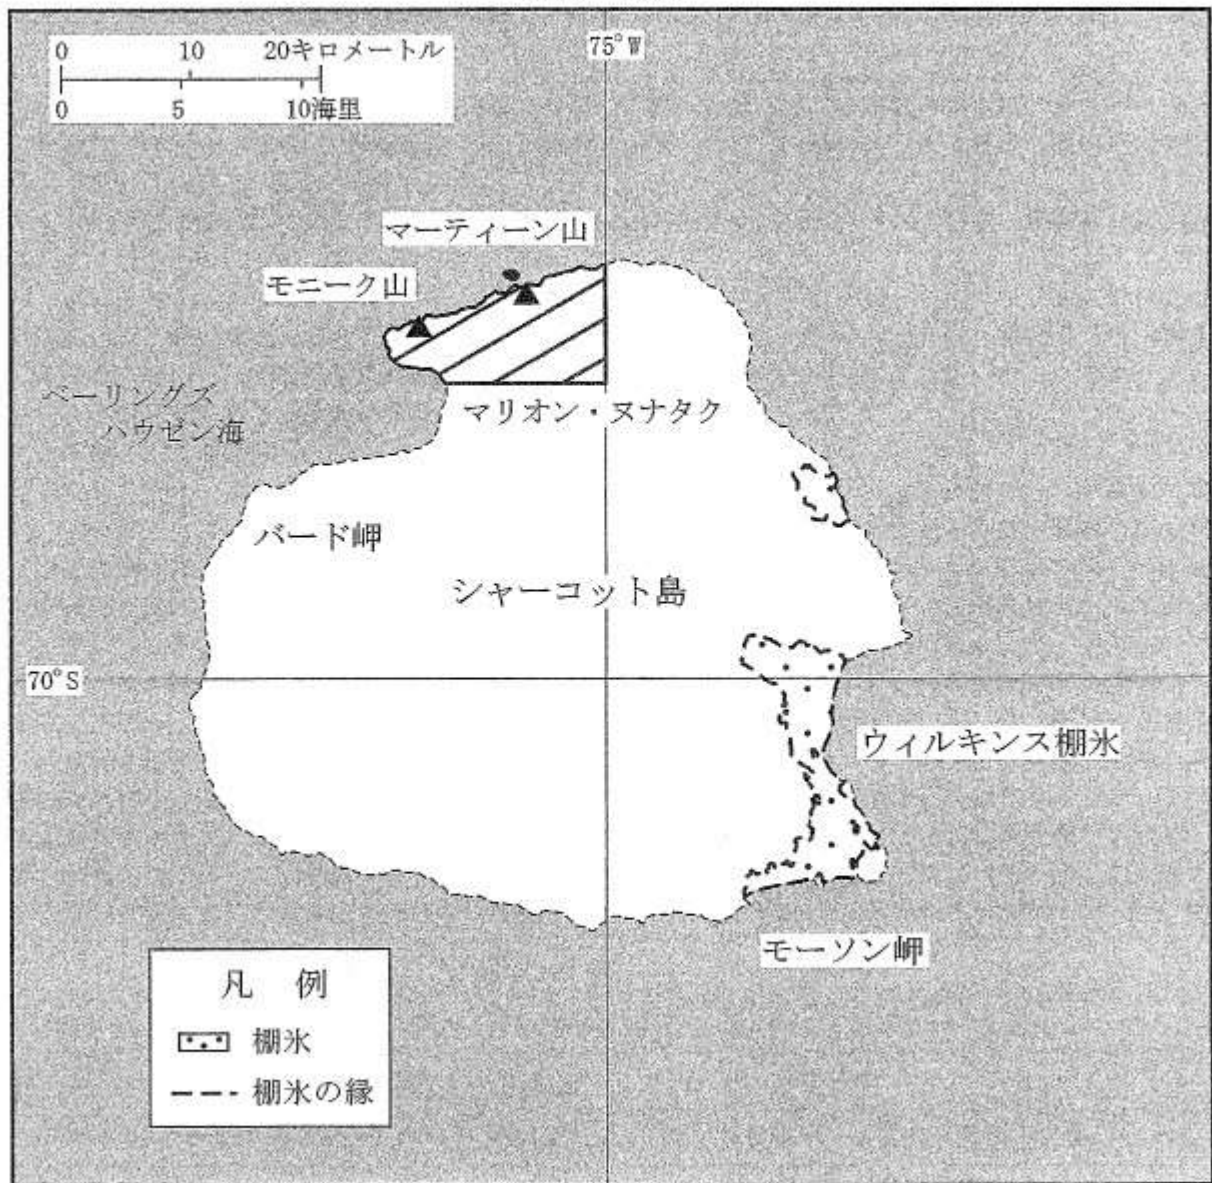 0 10 20キロメートル
0 5 10海里
75°W
マーティーン山
モニーク山
ベーリングズ
ハウゼン海
マリオン・ヌナタク
バード岬
シャーコット島
70°S
ウィルキンス棚氷
モーソン岬
凡 例
棚氷
棚氷の縁